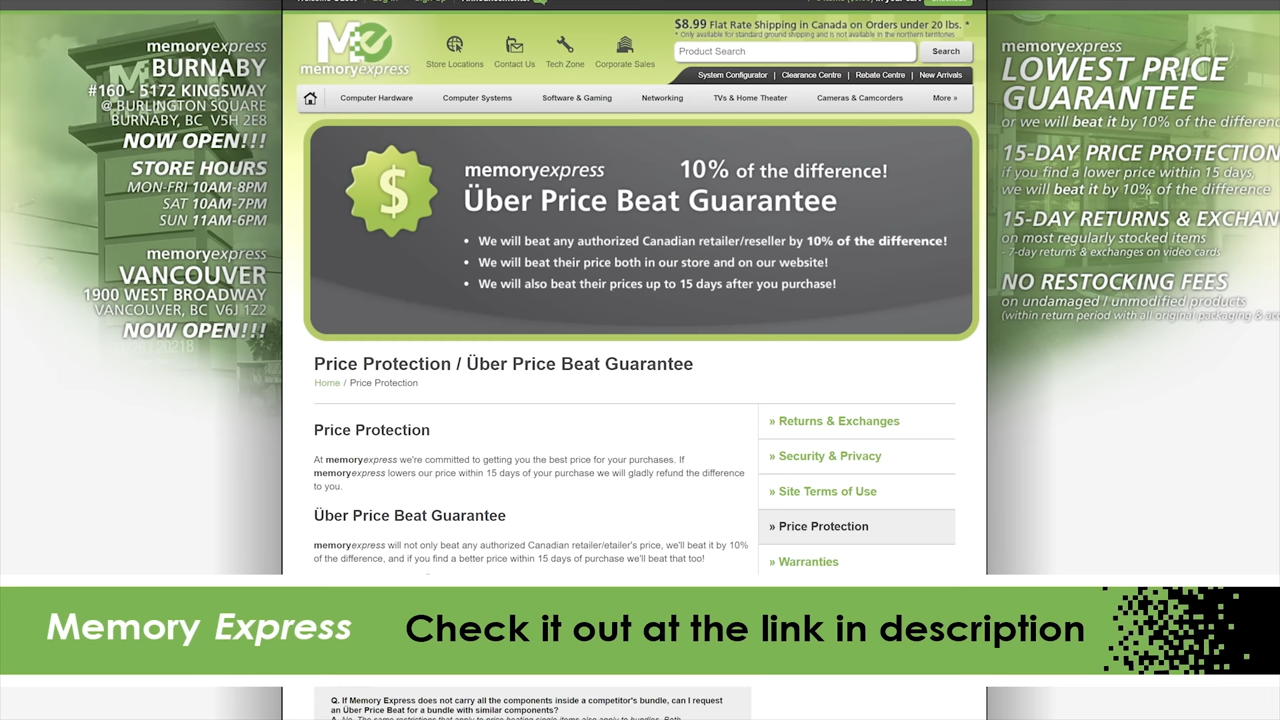 $8.99 Flat Rate Shipping in Canada on Orders under 20 lbs. *
* Only available for standard ground shipping and is not available in the northern territories
Product Search
Search
memoryexpress
Store Locations
Contact Us
Tech Zone
Corporate Sales
System Configurator | Clearance Centre | Rebate Centre | New Arrivals
Computer Hardware
Computer Systems
Software & Gaming
Networking
TVs & Home Theater
Cameras & Camcorders
More »
memoryexpress
BURNABY
#160 - 5172 KINGSWAY
@ BURLINGTON SQUARE
BURNABY, BC V5H 2E8
NOW OPEN!!!
STORE HOURS
MON-FRI 10AM-8PM
SAT 10AM-7PM
SUN 11AM-6PM
memoryexpress
VANCOUVER
1900 WEST BROADWAY
VANCOUVER, BC V6J 1Z2
NOW OPEN!!!
$
memoryexpress 10% of the difference!
Über Price Beat Guarantee
• We will beat any authorized Canadian retailer/reseller by 10% of the difference!
• We will beat their price both in our store and on our website!
• We will also beat their prices up to 15 days after you purchase!
memoryexpress
LOWEST PRICE
GUARANTEE
or we will beat it by 10% of the
15-DAY PRICE PROTECTION
if you find a lower price within 15 days,
we will beat it by 10% of the difference
15-DAY RETURNS &
on most regularly stocked items
- 7-day returns & exchanges on video cards
NO RESTOCKING FEES
on undamaged / unmodified products
(within return period with all original packaging &
Price Protection / Über Price Beat Guarantee
Home / Price Protection
Price Protection
At memoryexpress we're committed to getting you the best price for your purchases. If
memoryexpress lowers our price within 15 days of your purchase we will gladly refund the difference
to you.
Über Price Beat Guarantee
memoryexpress will not only beat any authorized Canadian retailer/etailer's price, we'll beat it by 10%
of the difference, and if you find a better price within 15 days of purchase we'll beat that too!
» Returns & Exchanges
» Security & Privacy
» Site Terms of Use
» Price Protection
» Warranties
Memory Express
Check it out at the link in description
Q. If Memory Express does not carry all the components inside a competitor's bundle, can I request
an Über Price Beat for a bundle with similar components?